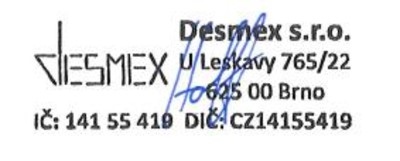 Desmex s.r.o.
DESMEX U Leskavy 765/22
625 00 Brno
IČ: 141 55 419 DIČ: CZ14155419